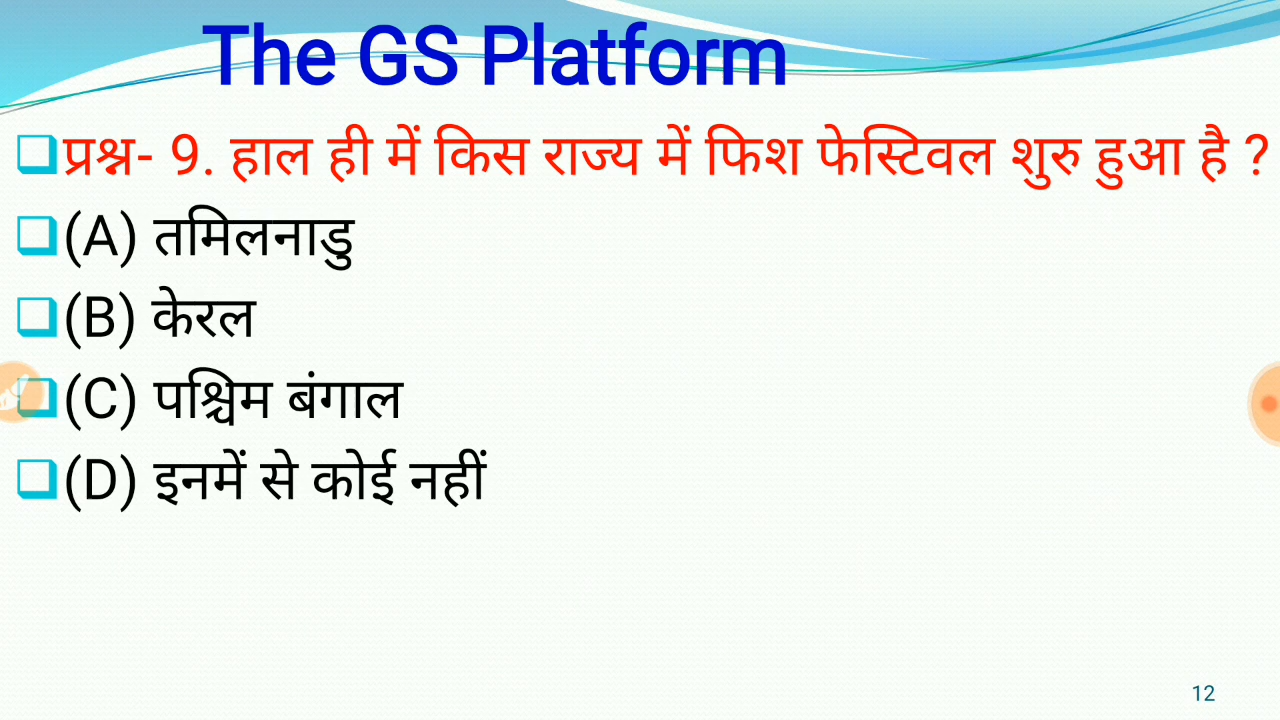 The GS Platform
प्रश्न- 9. हाल ही में किस राज्य में फिश फेस्टिवल शुरु हुआ है ?
(A) तमिलनाडु
(B) केरल
(C) पश्चिम बंगाल
(D) इनमें से कोई नहीं
12